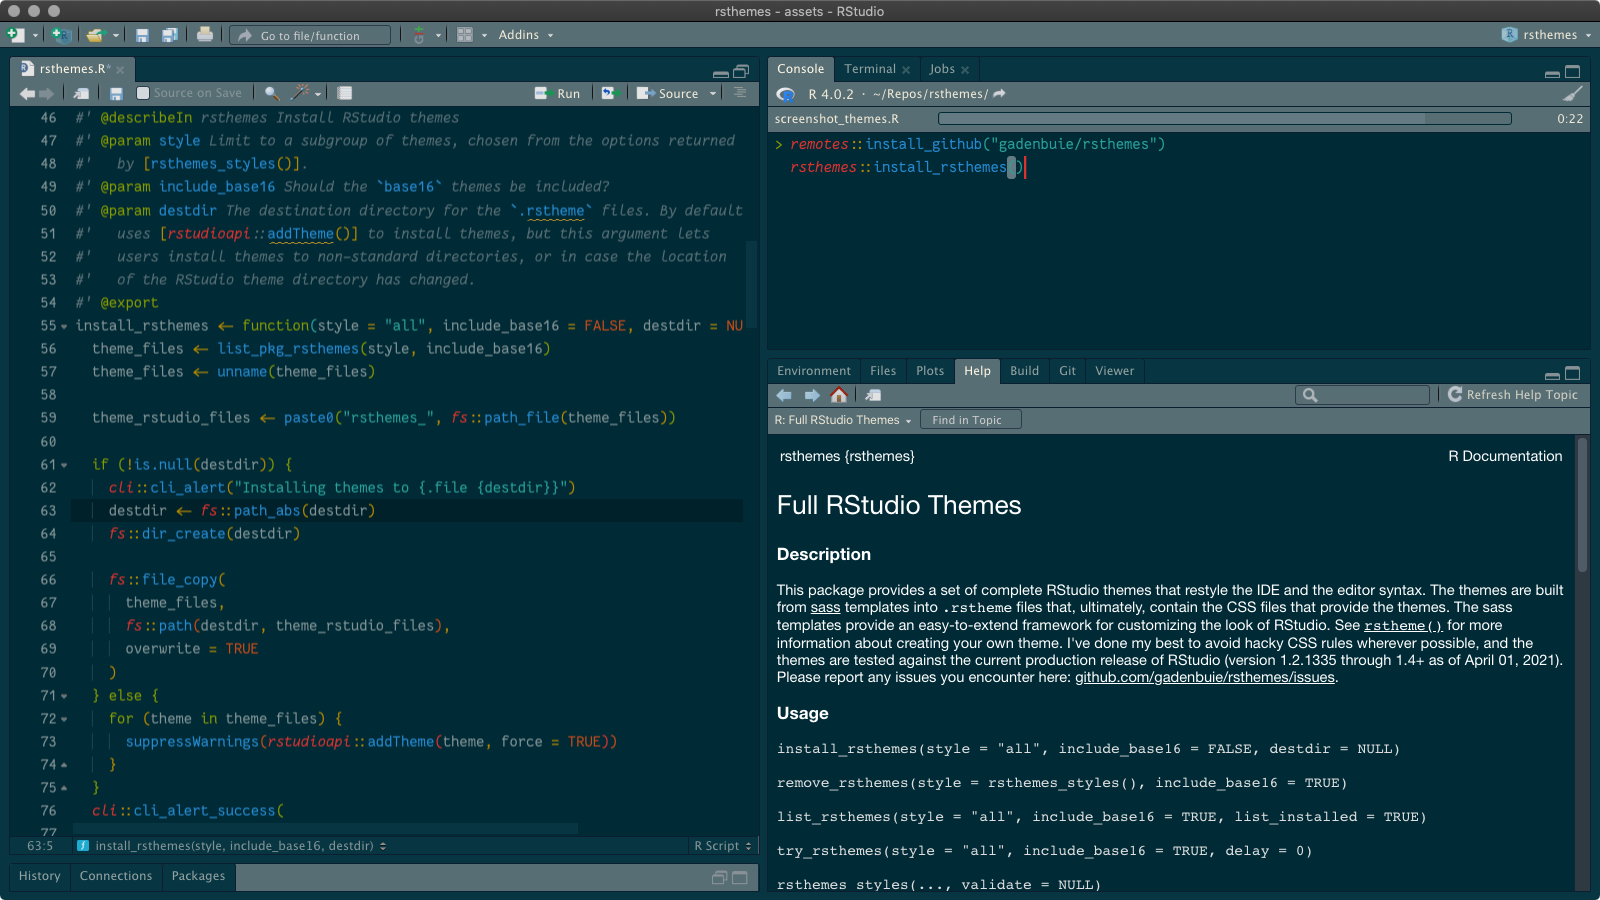 rsthemes - assets - RStudio
Go to file/function
Addins
rsthemes
rsthemes.R*
Source on Save
Run
Source
46 #' @describeIn rsthemes Install RStudio themes
47 #' @param style Limit to a subgroup of themes, chosen from the options returned
48 #'   by [rsthemes_styles()].
49 #' @param include_base16 Should the `base16` themes be included?
50 #' @param destdir The destination directory for the `.rstheme` files. By default
51 #'   uses [rstudioapi::addTheme()] to install themes, but this argument lets
52 #'   users install themes to non-standard directories, or in case the location
53 #'   of the RStudio theme directory has changed.
54 #' @export
55 install_rsthemes <- function(style = "all", include_base16 = FALSE, destdir = NU
56   theme_files <- list_pkg_rsthemes(style, include_base16)
57   theme_files <- unname(theme_files)
58
59   theme_rstudio_files <- paste0("rsthemes_", fs::path_file(theme_files))
60
61   if (!is.null(destdir)) {
62     cli::cli_alert("Installing themes to {.file {destdir}}")
63     destdir <- fs::path_abs(destdir)
64     fs::dir_create(destdir)
65
66     fs::file_copy(
67       theme_files,
68       fs::path(destdir, theme_rstudio_files),
69       overwrite = TRUE
70     )
71   } else {
72     for (theme in theme_files) {
73       suppressWarnings(rstudioapi::addTheme(theme, force = TRUE))
74     }
75   }
76   cli::cli_alert_success(
77
63:5 install_rsthemes(style, include_base16, destdir)
R Script
History Connections Packages
Console Terminal Jobs
R 4.0.2 · ~/Repos/rsthemes/
screenshot_themes.R
0:22
> remotes::install_github("gadenbuie/rsthemes")
rsthemes::install_rsthemes()
Environment Files Plots Help Build Git Viewer
Refresh Help Topic
R: Full RStudio Themes
Find in Topic
rsthemes {rsthemes}
R Documentation
Full RStudio Themes
Description
This package provides a set of complete RStudio themes that restyle the IDE and the editor syntax. The themes are built
from sass templates into .rstheme files that, ultimately, contain the CSS files that provide the themes. The sass
templates provide an easy-to-extend framework for customizing the look of RStudio. See rstheme() for more
information about creating your own theme. I've done my best to avoid hacky CSS rules wherever possible, and the
themes are tested against the current production release of RStudio (version 1.2.1335 through 1.4+ as of April 01, 2021).
Please report any issues you encounter here: github.com/gadenbuie/rsthemes/issues.
Usage
install_rsthemes(style = "all", include_base16 = FALSE, destdir = NULL)
remove_rsthemes(style = rsthemes_styles(), include_base16 = TRUE)
list_rsthemes(style = "all", include_base16 = TRUE, list_installed = TRUE)
try_rsthemes(style = "all", include_base16 = TRUE, delay = 0)
rsthemes_styles(..., validate = NULL)